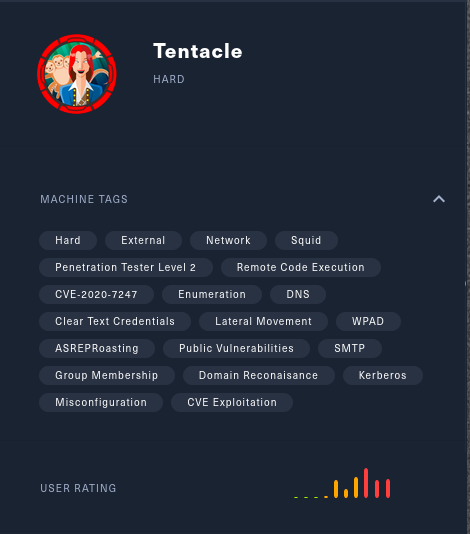 Tentacle
HARD
MACHINE TAGS
Hard External Network Squid
Penetration Tester Level 2 Remote Code Execution
CVE-2020-7247 Enumeration DNS
Clear Text Credentials Lateral Movement WPAD
ASREPRoasting Public Vulnerabilities SMTP
Group Membership Domain Reconaisance Kerberos
Misconfiguration CVE Exploitation
USER RATING